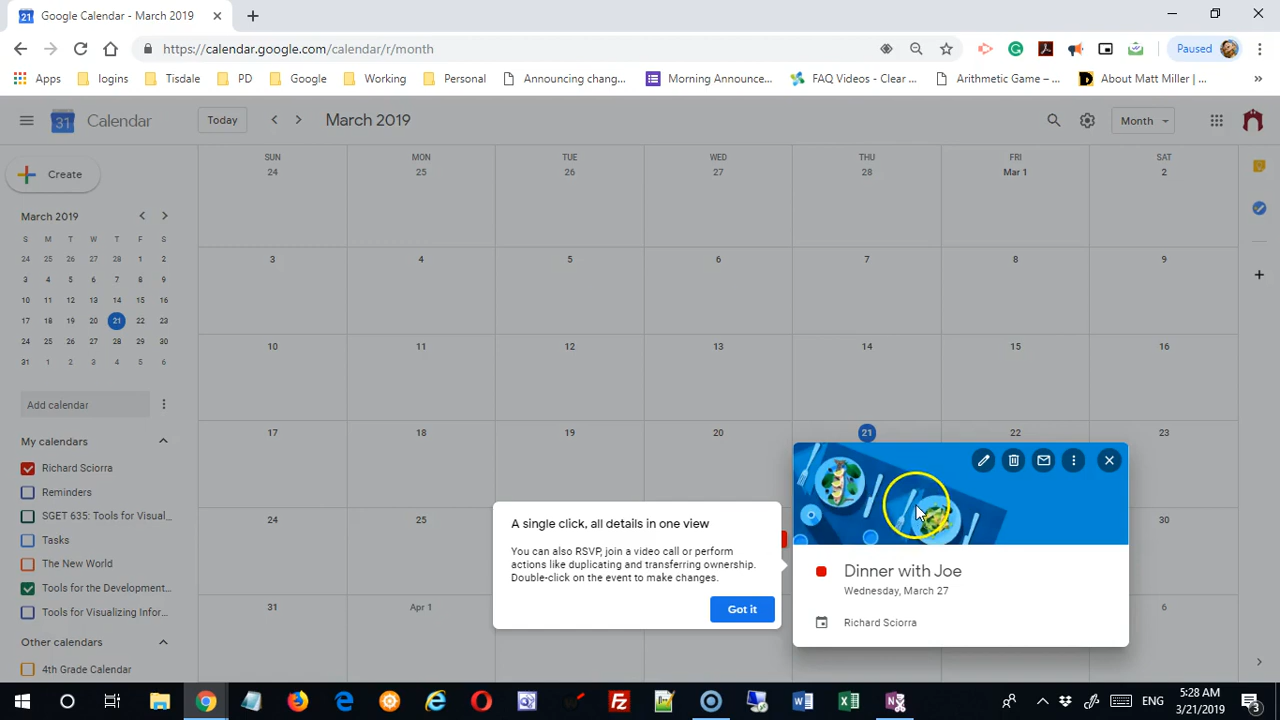 Google Calendar - March 2019
https://calendar.google.com/calendar/r/month
Paused
Apps logins Tisdale PD Google Working Personal Announcing chang... Morning Announce... FAQ Videos - Clear ... Arithmetic Game – ... About Matt Miller | ... »
31 Calendar Today March 2019 Month
Create
March 2019
S M T W T F S
24 25 26 27 28 1 2
3 4 5 6 7 8 9
10 11 12 13 14 15 16
17 18 19 20 21 22 23
24 25 26 27 28 29 30
31 1 2 3 4 5 6
Add calendar
My calendars
Richard Sciorra
Reminders
SGET 635: Tools for Visual...
Tasks
The New World
Tools for the Development...
Tools for Visualizing Infor...
Other calendars
4th Grade Calendar
SUN MON TUE WED THU FRI SAT
24 25 26 27 28 Mar 1 2
3 4 5 6 7 8 9
10 11 12 13 14 15 16
17 18 19 20 21 22 23
24 25 30
31 Apr 1 6
A single click, all details in one view
You can also RSVP, join a video call or perform
actions like duplicating and transferring ownership.
Double-click on the event to make changes.
Got it
Dinner with Joe
Wednesday, March 27
Richard Sciorra
ENG
5:28 AM
3/21/2019
3